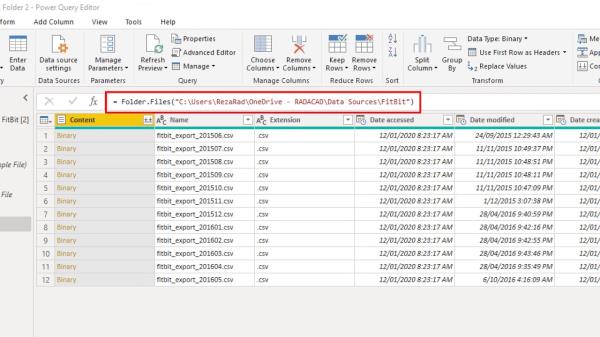 Folder 2 - Power Query Editor
ansform Add Column View Tools Help
Data source
settings
Data Sources
Manage
Parameters
Parameters
Refresh
Preview
Properties
Advanced Editor
Manage
Query
Choose
Columns
Remove
Columns
Manage Columns
Keep
Rows
Remove
Rows
Reduce Rows
Sort
Split
Column
Group
By
Data Type: Binary
Use First Row as Headers
Replace Values
Transform
= Folder.Files("C:\Users\RezaRad\OneDrive - RADACAD\Data Sources\FitBit")
FitBit [2]
ple File)
File
Content Name Extension Date accessed Date modified Date crea
1 Binary fitbit_export_201506.csv .csv 12/01/2020 8:23:17 AM 24/09/2015 12:29:43 AM 12/01/
2 Binary fitbit_export_201507.csv .csv 12/01/2020 8:23:17 AM 11/11/2015 10:49:37 PM 12/01/
3 Binary fitbit_export_201508.csv .csv 12/01/2020 8:23:17 AM 11/11/2015 10:48:51 PM 12/01/
4 Binary fitbit_export_201509.csv .csv 12/01/2020 8:23:17 AM 11/11/2015 10:48:11 PM 12/01/
5 Binary fitbit_export_201510.csv .csv 12/01/2020 8:23:17 AM 11/11/2015 10:47:09 PM 12/01/
6 Binary fitbit_export_201511.csv .csv 12/01/2020 8:23:17 AM 1/12/2015 3:07:38 PM 12/01/
7 Binary fitbit_export_201512.csv .csv 12/01/2020 8:23:17 AM 28/04/2016 9:40:59 PM 12/01/
8 Binary fitbit_export_201601.csv .csv 12/01/2020 8:23:17 AM 28/04/2016 9:42:16 PM 12/01/
9 Binary fitbit_export_201602.csv .csv 12/01/2020 8:23:17 AM 28/04/2016 9:42:55 PM 12/01/
10 Binary fitbit_export_201603.csv .csv 12/01/2020 8:23:17 AM 28/04/2016 9:43:46 PM 12/01/
11 Binary fitbit_export_201604.csv .csv 12/01/2020 8:23:17 AM 28/04/2016 9:35:49 PM 12/01/
12 Binary fitbit_export_201605.csv .csv 12/01/2020 8:23:17 AM 6/10/2016 4:16:09 AM 12/01/